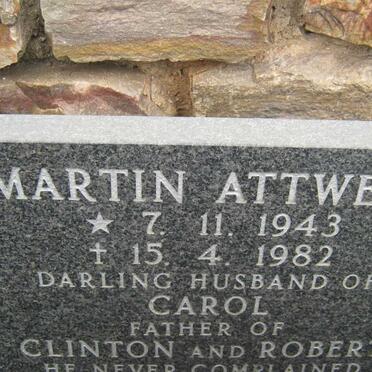 MARTIN ATTWE
★ 7. 11. 1943
✝ 15. 4. 1982
DARLING HUSBAND OF
CAROL
FATHER OF
CLINTON AND ROBERT
HE NEVER COMPLAINED